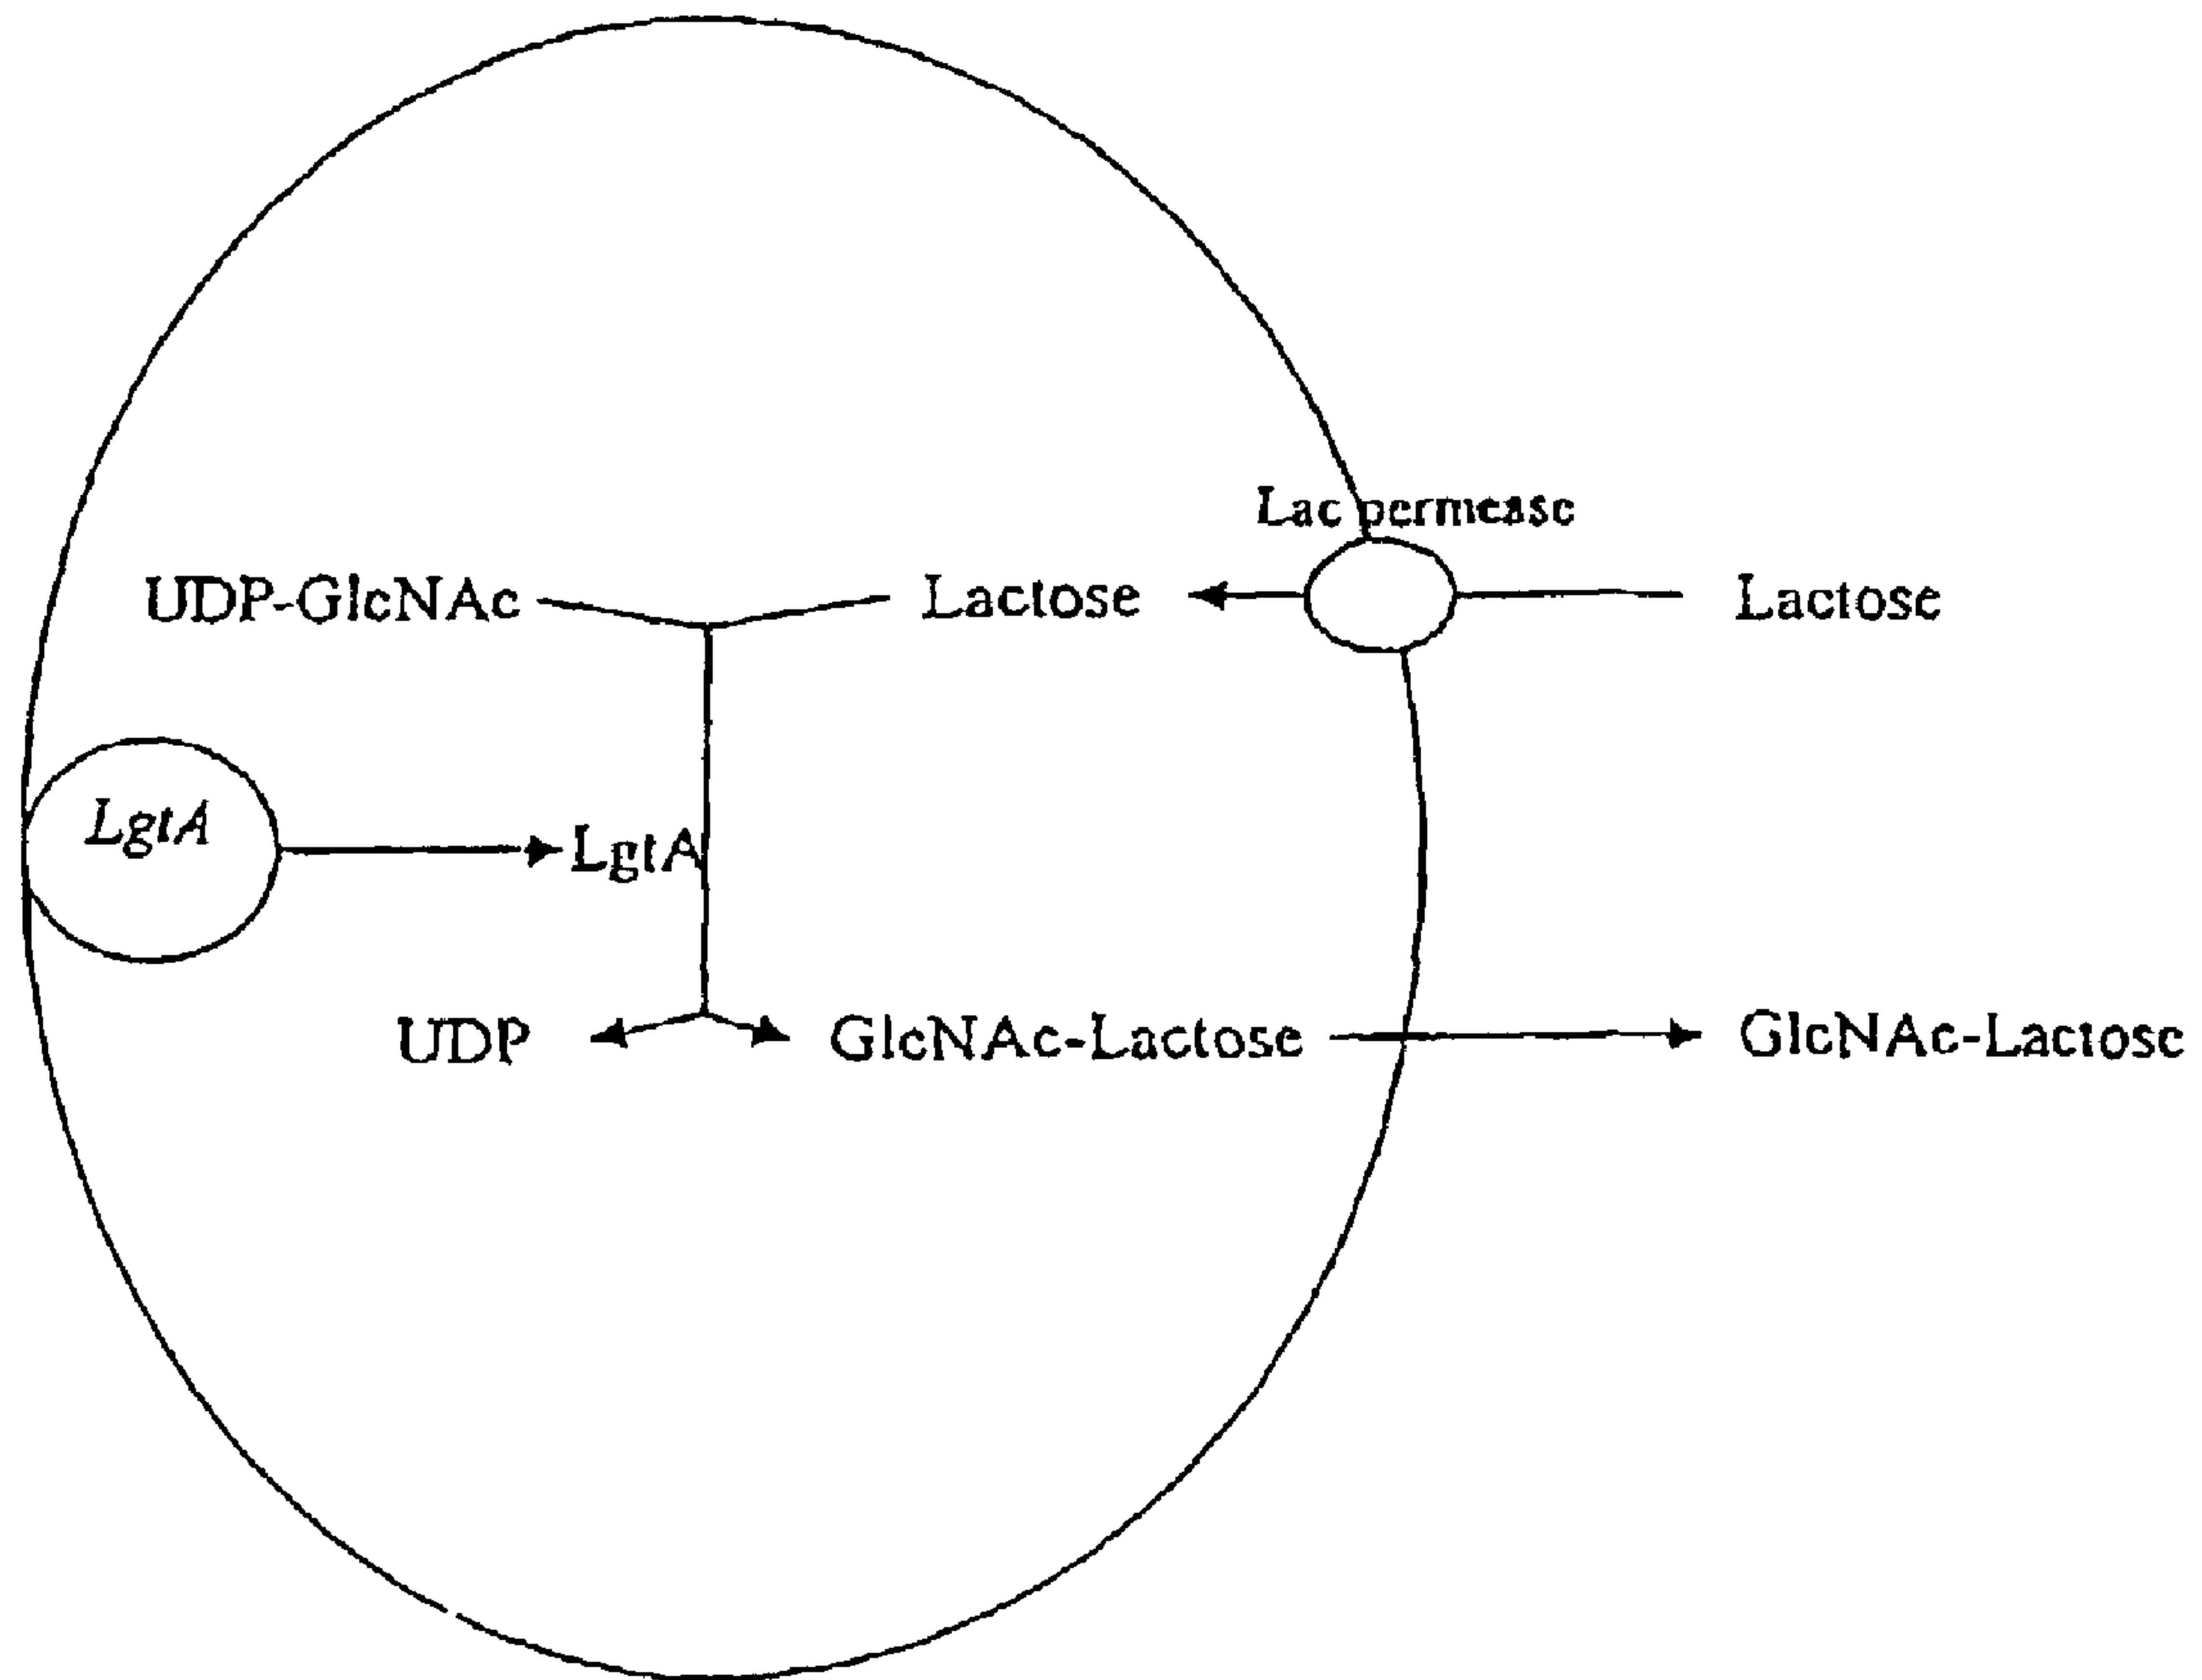 Lac permease
UDP-GlcNAc
Lactose
Lactose
LgtA
LgtA
UDP
GlcNAc-Lactose
GlcNAc-Lactose